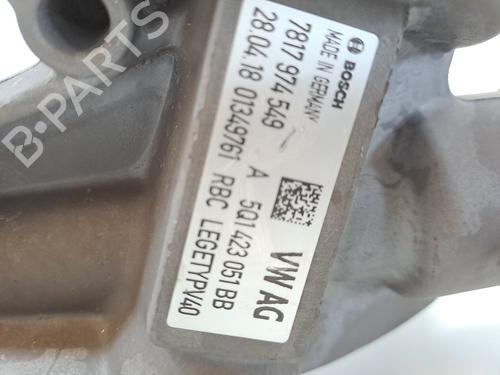 BOSCH
MADE IN GERMANY
7817 974 549 A 5Q1 423 051 BB
28.04.18 01349761 RBC LEGETYPV40
VW AG
B-PARTS